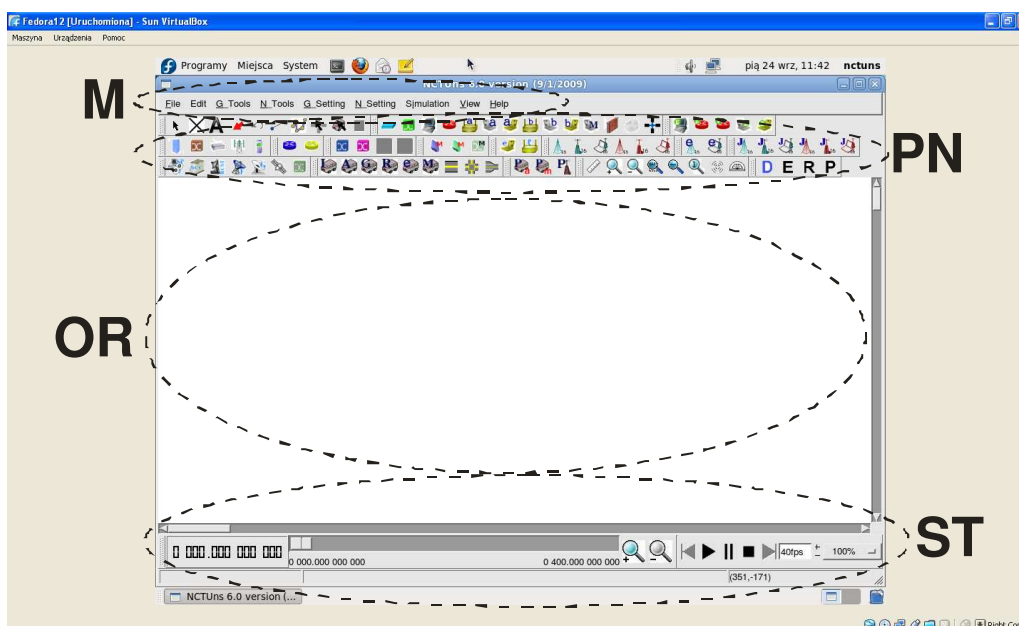 Fedora12 [Uruchomiona] - Sun VirtualBox
Maszyna Urządzenia Pomoc
Programy Miejsca System pią 24 wrz, 11:42 nctuns
NCTUns 6.0 version (9/1/2009)
M
File Edit G_Tools N_Tools G_Setting N_Setting Simulation View Help
PN
D E R P
OR
ST
0 000.000 000 000
0 000.000 000 000 0 400.000 000 000
40fps + - 100%
(351,-171)
NCTUns 6.0 version (...
Right Con